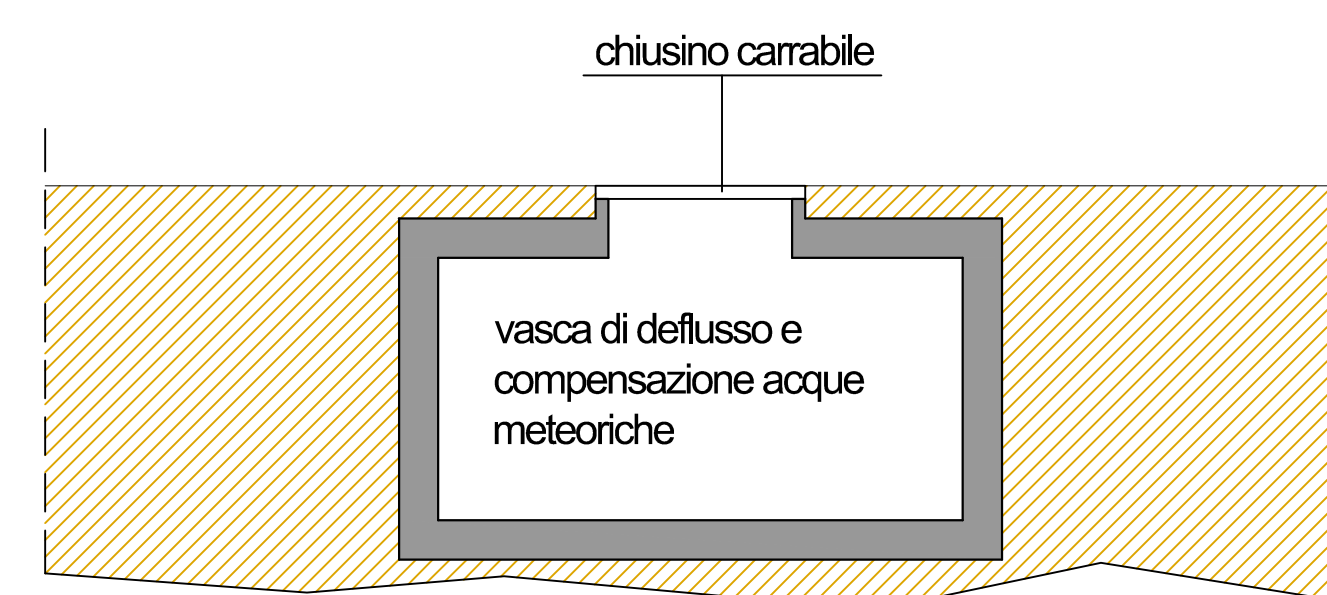 chiusino carrabile
vasca di deflusso e
compensazione acque
meteoriche